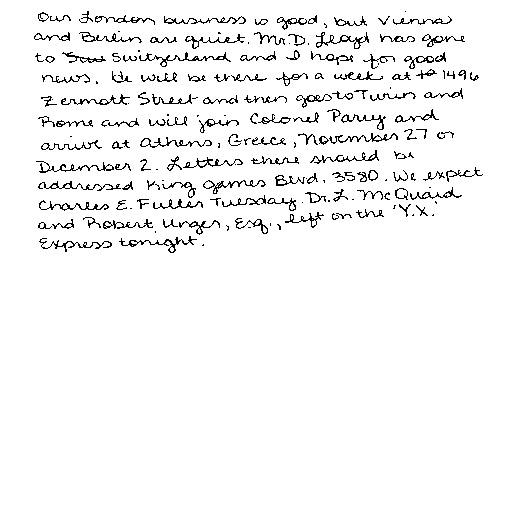 Our London business is good, but Vienna
and Berlin are quiet. Mr. D. Lloyd has gone
to Switzerland and I hope for good
news. He will be there for a week at 1496
Zermott Street and then goes to Turin and
Rome and will join Colonel Parry and
arrive at Athens, Greece, November 27 or
December 2. Letters there should be
addressed King James Blvd. 3580. We expect
Charles E. Fuller Tuesday. Dr. L. McQuaid
and Robert Unger, Esq., left on the 'Y.X.'
Express tonight.